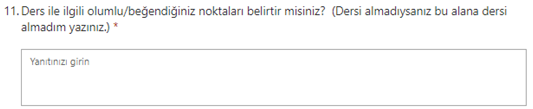 11. Ders ile ilgili olumlu/beğendiğiniz noktaları belirtir misiniz? (Dersi almadıysanız bu alana dersi
almadım yazınız.) *
Yanıtınızı girin